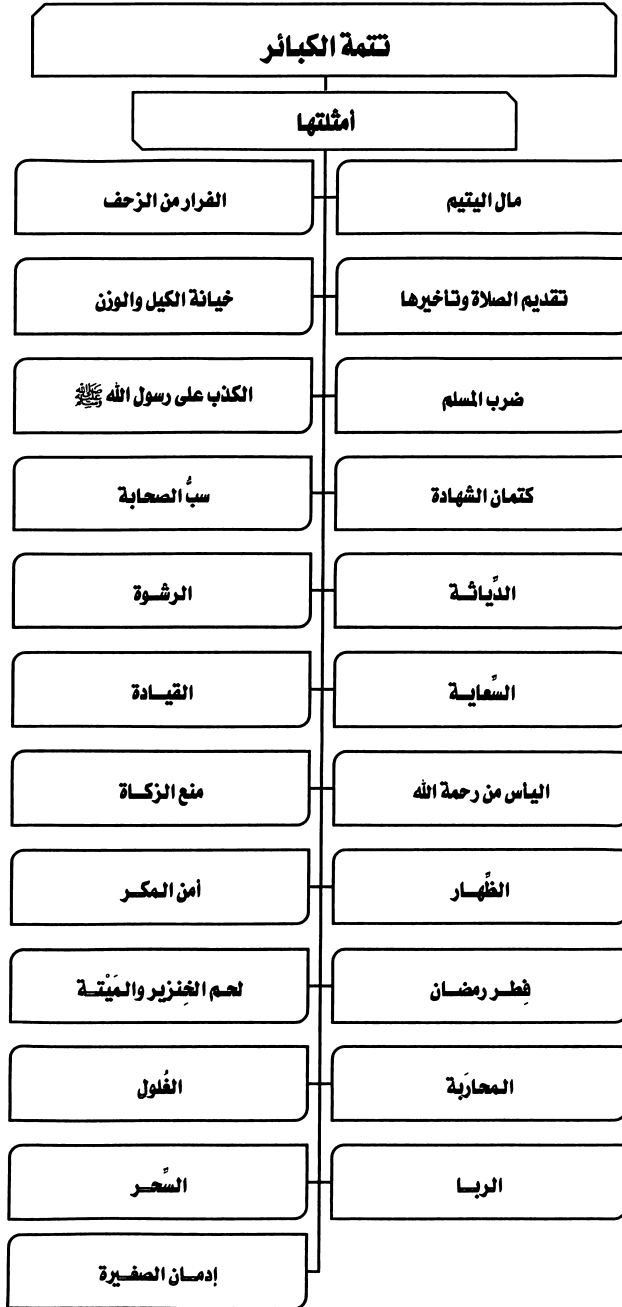 تتمة الكبائر
أمثلتها
مال اليتيم
الفرار من الزحف
تقديم الصلاة وتأخيرها
خيانة الكيل والوزن
ضرب المسلم
الكذب على رسول الله ﷺ
كتمان الشهادة
سبُّ الصحابة
الدِّياثة
الرشوة
السِّعاية
القيادة
اليأس من رحمة الله
منع الزكاة
الظِّهار
أمن المكر
فِطر رمضان
لحم الخِنزير والمَيْتة
المحارَبة
الغُلول
الربا
السِّحر
إدمان الصغيرة